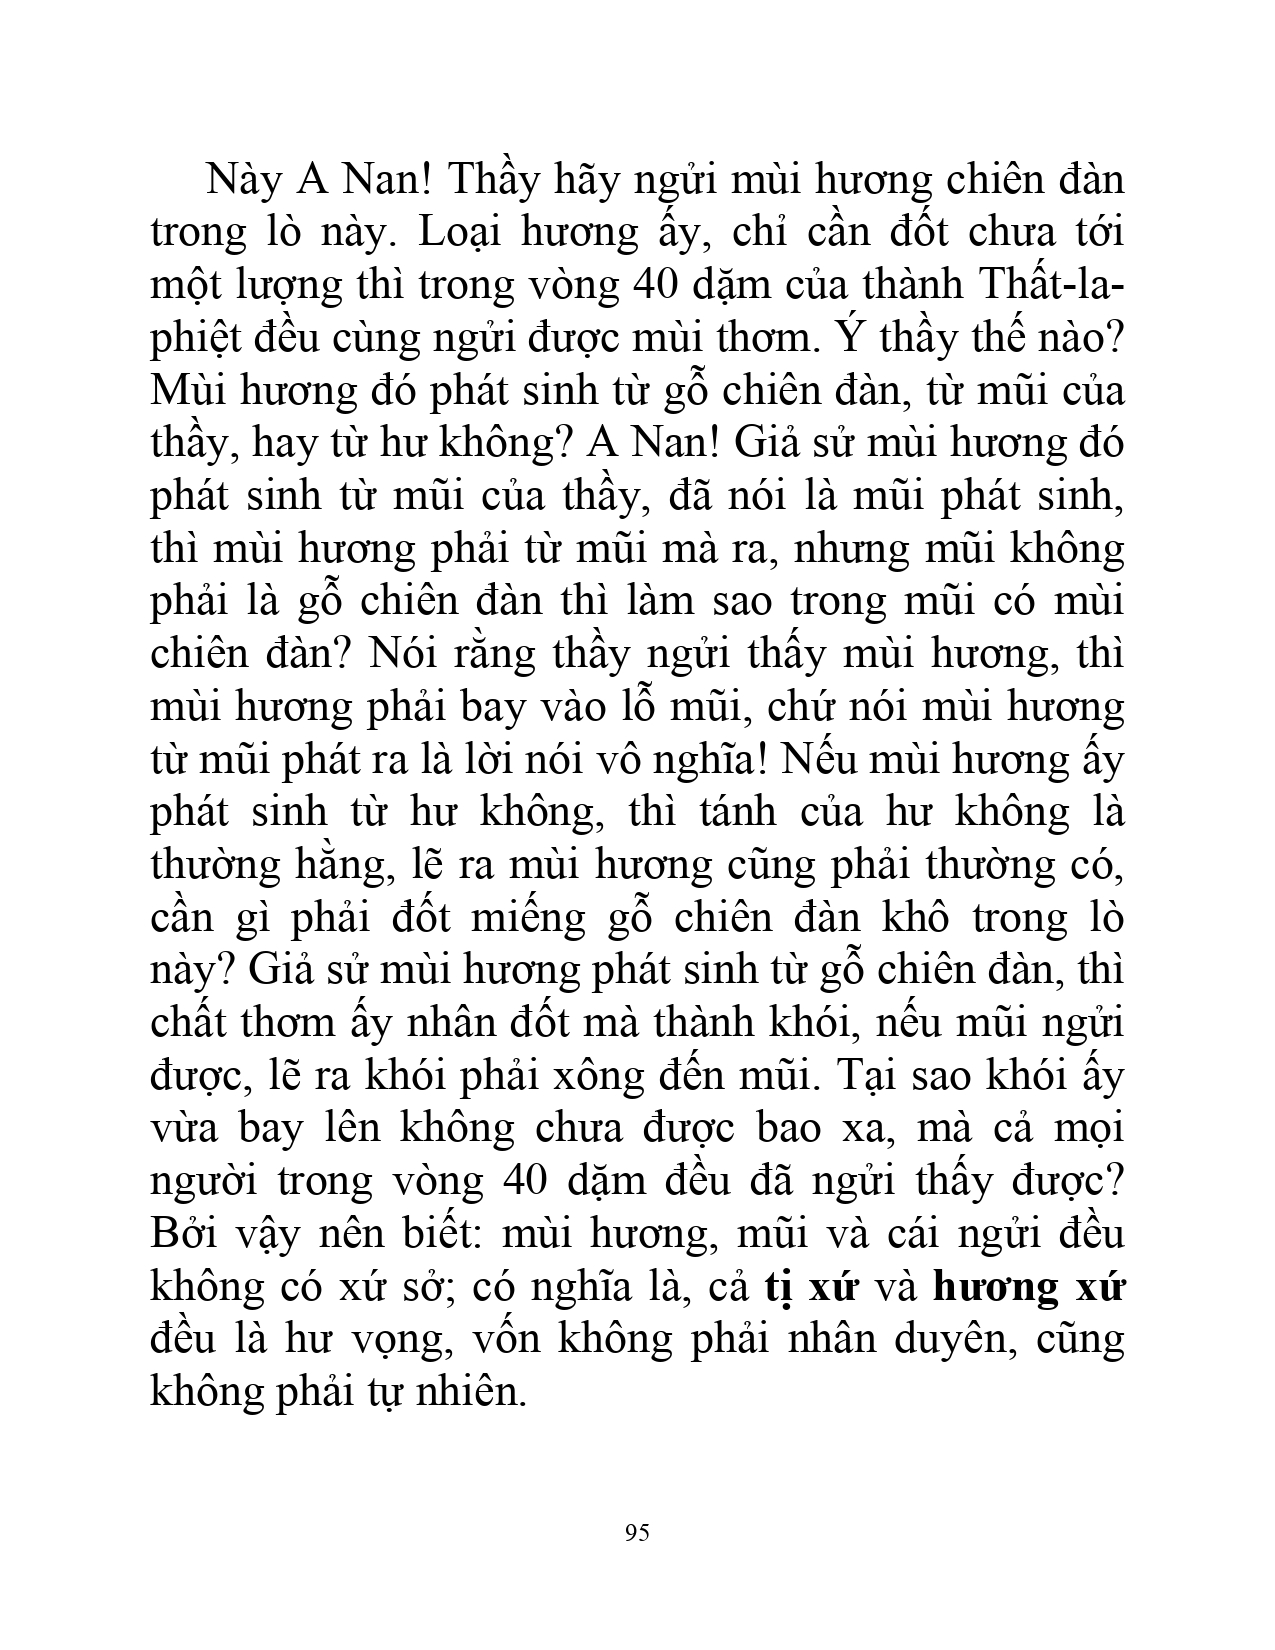 Này A Nan! Thầy hãy ngửi mùi hương chiên đàn
trong lò này. Loại hương ấy, chỉ cần đốt chưa tới
một lượng thì trong vòng 40 dặm của thành Thất-la-
phiệt đều cùng ngửi được mùi thơm. Ý thầy thế nào?
Mùi hương đó phát sinh từ gỗ chiên đàn, từ mũi của
thầy, hay từ hư không? A Nan! Giả sử mùi hương đó
phát sinh từ mũi của thầy, đã nói là mũi phát sinh,
thì mùi hương phải từ mũi mà ra, nhưng mũi không
phải là gỗ chiên đàn thì làm sao trong mũi có mùi
chiên đàn? Nói rằng thầy ngửi thấy mùi hương, thì
mùi hương phải bay vào lỗ mũi, chứ nói mùi hương
từ mũi phát ra là lời nói vô nghĩa! Nếu mùi hương ấy
phát sinh từ hư không, thì tánh của hư không là
thường hằng, lẽ ra mùi hương cũng phải thường có,
cần gì phải đốt miếng gỗ chiên đàn khô trong lò
này? Giả sử mùi hương phát sinh từ gỗ chiên đàn, thì
chất thơm ấy nhân đốt mà thành khói, nếu mũi ngửi
được, lẽ ra khói phải xông đến mũi. Tại sao khói ấy
vừa bay lên không chưa được bao xa, mà cả mọi
người trong vòng 40 dặm đều đã ngửi thấy được?
Bởi vậy nên biết: mùi hương, mũi và cái ngửi đều
không có xứ sở; có nghĩa là, cả tị xứ và hương xứ
đều là hư vọng, vốn không phải nhân duyên, cũng
không phải tự nhiên.
95